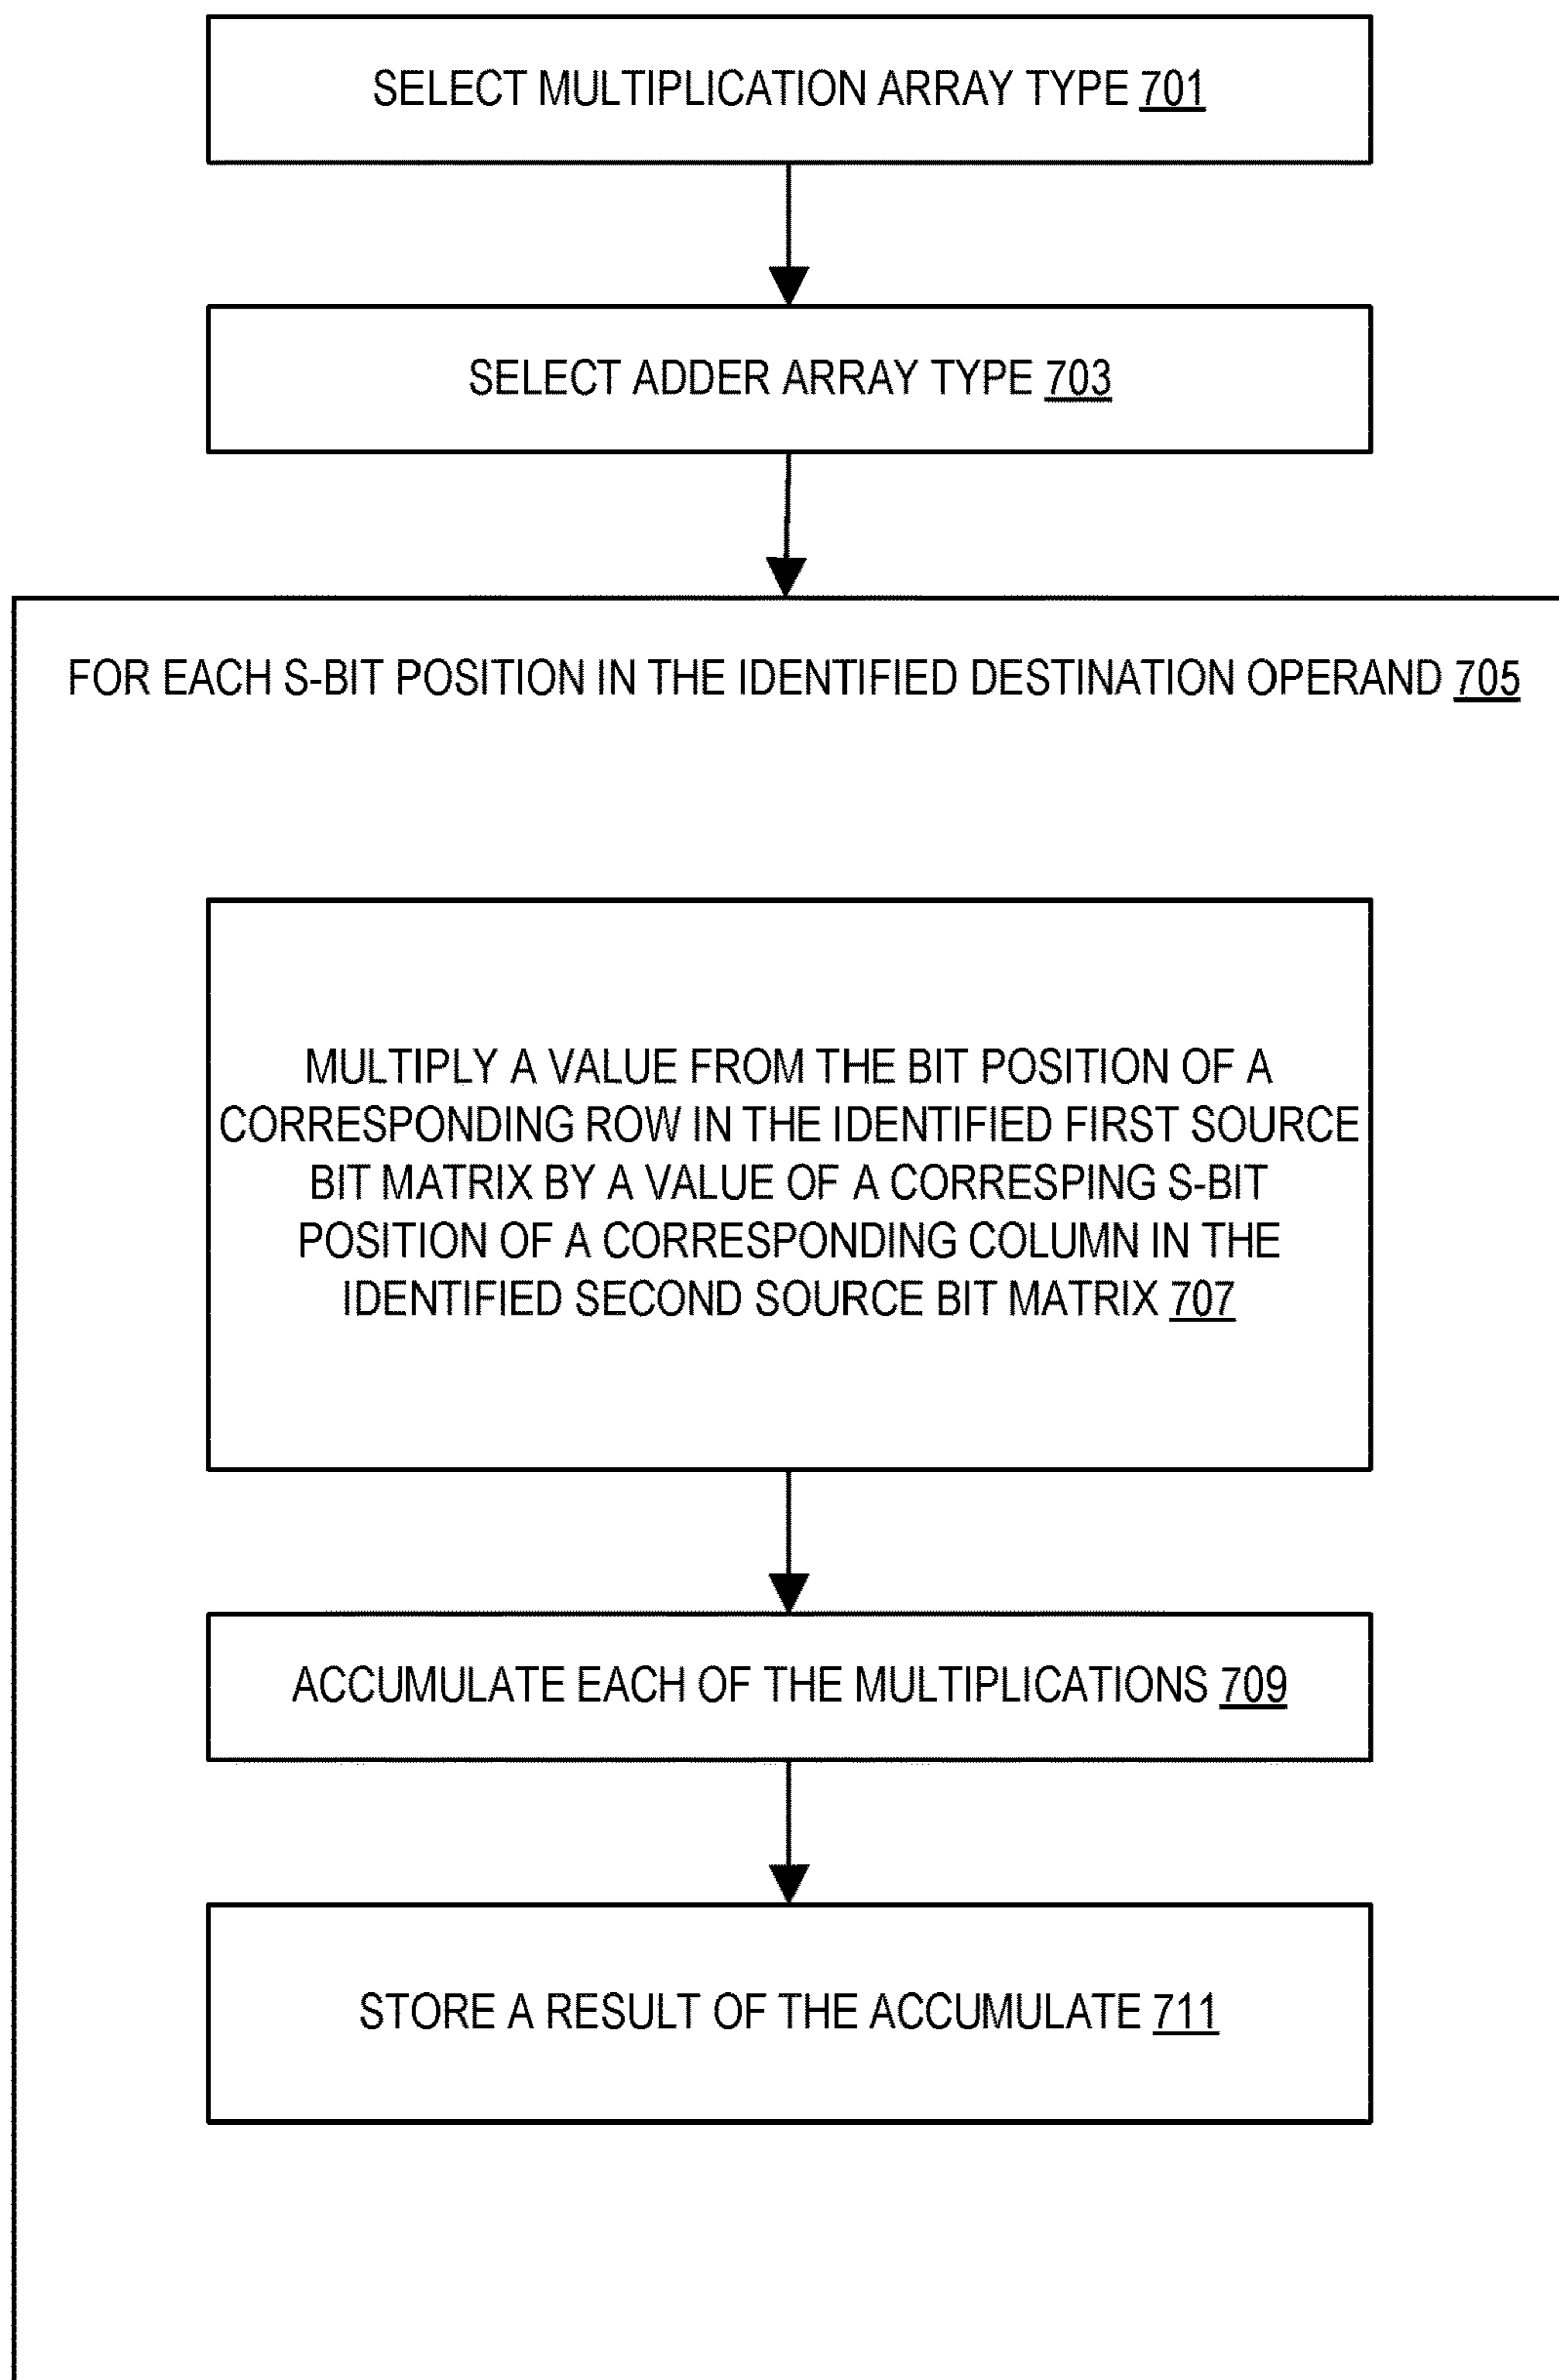 SELECT MULTIPLICATION ARRAY TYPE 701
SELECT ADDER ARRAY TYPE 703
FOR EACH S-BIT POSITION IN THE IDENTIFIED DESTINATION OPERAND 705
MULTIPLY A VALUE FROM THE BIT POSITION OF A
CORRESPONDING ROW IN THE IDENTIFIED FIRST SOURCE
BIT MATRIX BY A VALUE OF A CORRESPING S-BIT
POSITION OF A CORRESPONDING COLUMN IN THE
IDENTIFIED SECOND SOURCE BIT MATRIX 707
ACCUMULATE EACH OF THE MULTIPLICATIONS 709
STORE A RESULT OF THE ACCUMULATE 711